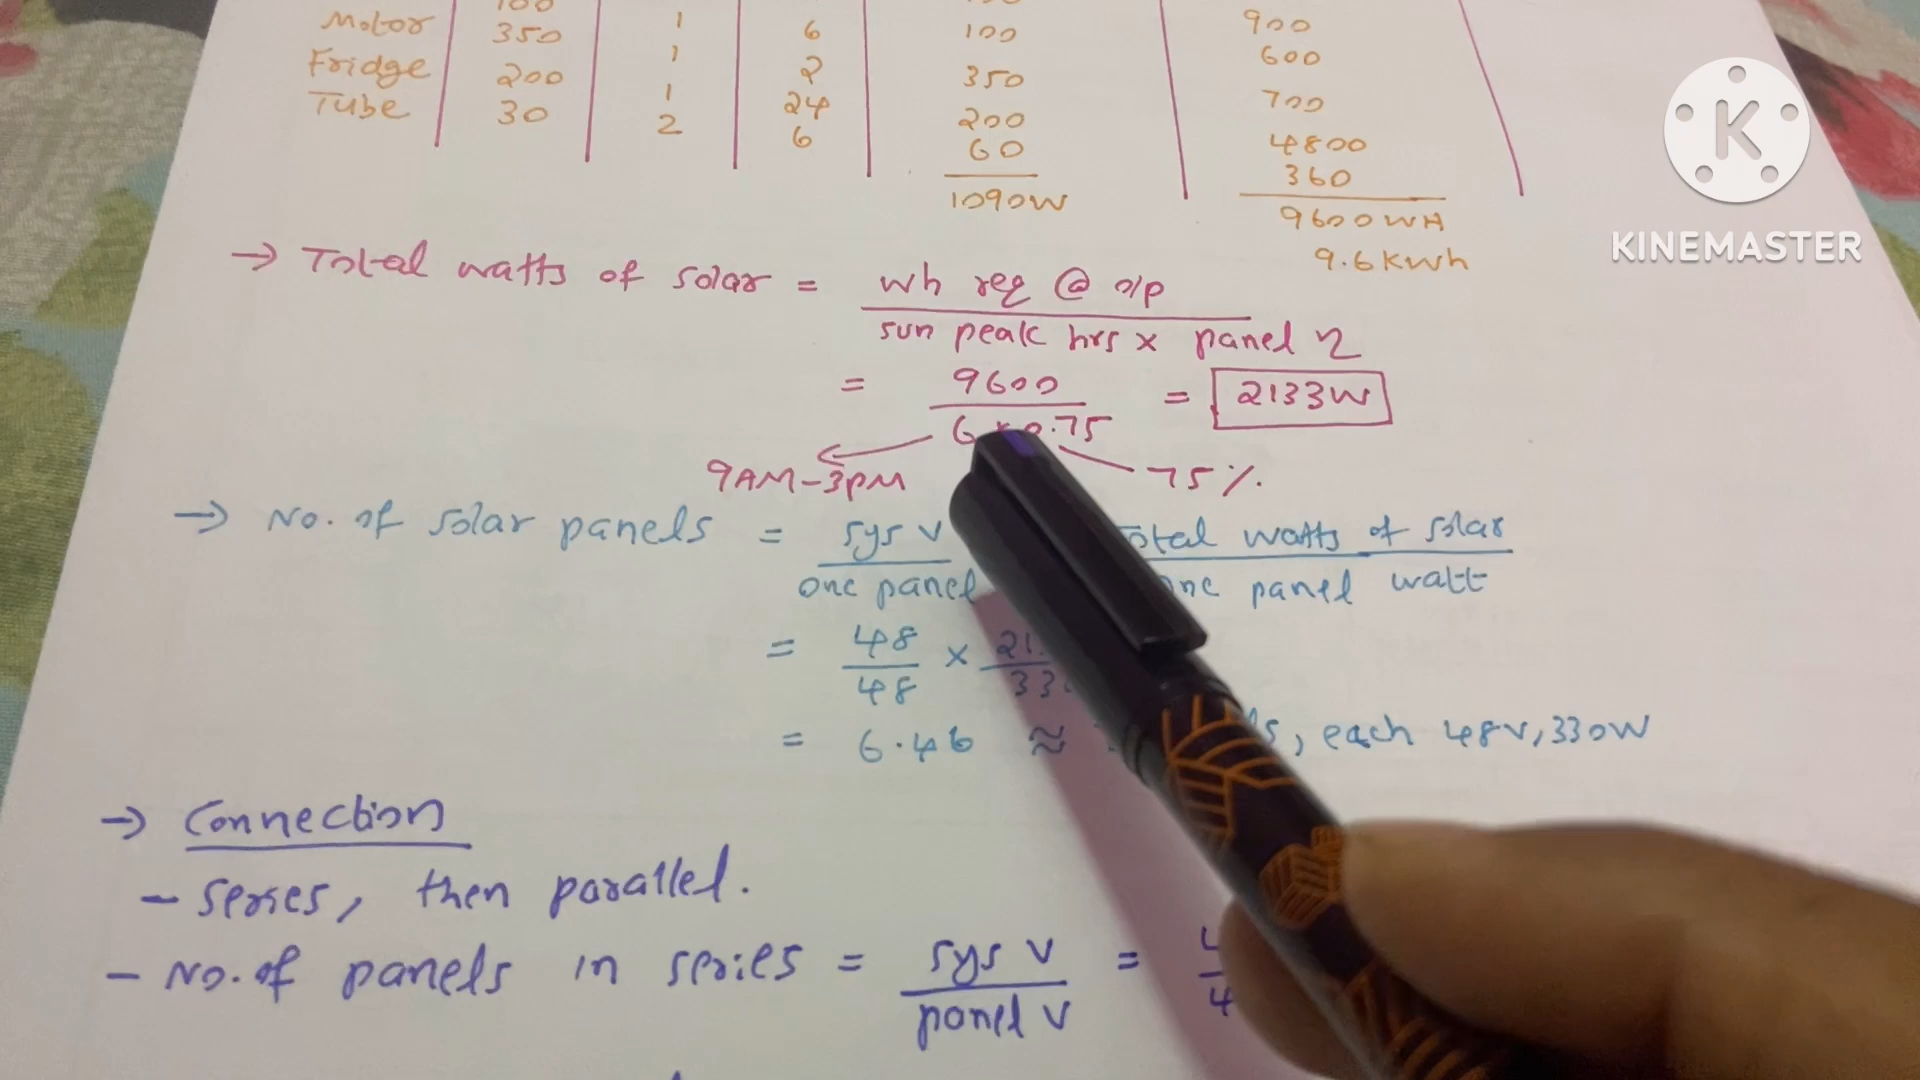 Motor 350 1 6 100 900
Fridge 200 1 2 350 600
Tube 30 1 24 200 700
2 6 60 4800
360
1090W 9600WH
9.6KWh
KINEMASTER
→ Total watts of solar = Wh req @ o/p
sun peak hrs x panel η
= 9600 = 2133W
6 x 0.75
9AM-3PM 75%
→ No. of solar panels = sys v Total watts of solar
one panel one panel watt
= 48 x
48
= 6.46 ≈ , each 48V, 330W
→ Connection
- series, then parallel.
- No. of panels in series = sys v =
panel v